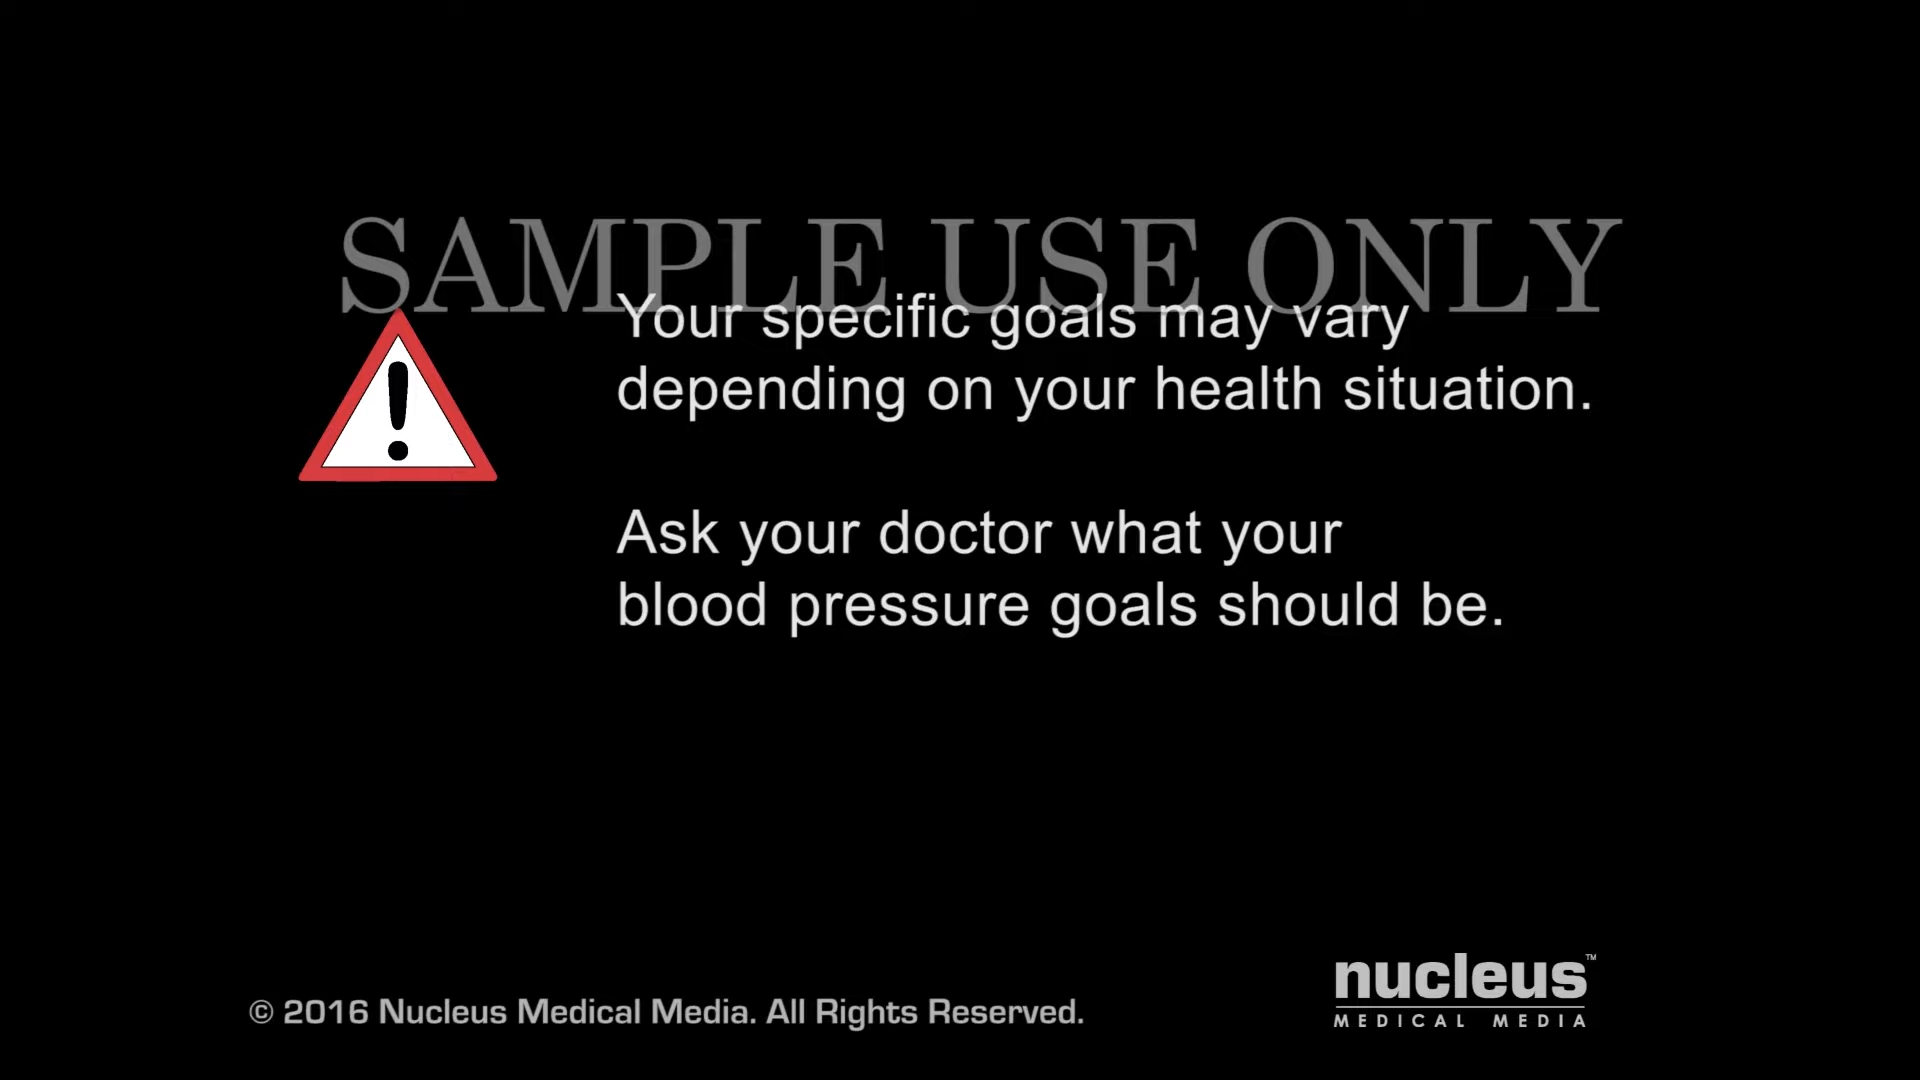 SAMPLE USE ONLY
Your specific goals may vary
depending on your health situation.
Ask your doctor what your
blood pressure goals should be.
© 2016 Nucleus Medical Media. All Rights Reserved.
nucleus™
MEDICAL MEDIA